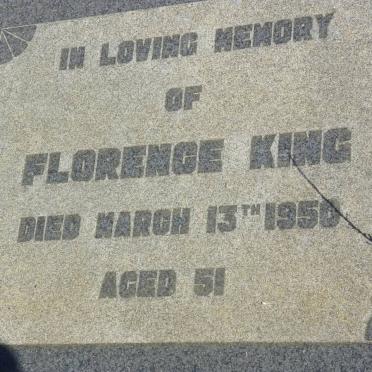 IN LOVING MEMORY
OF
FLORENCE KING
DIED MARCH 13TH 1950
AGED 51